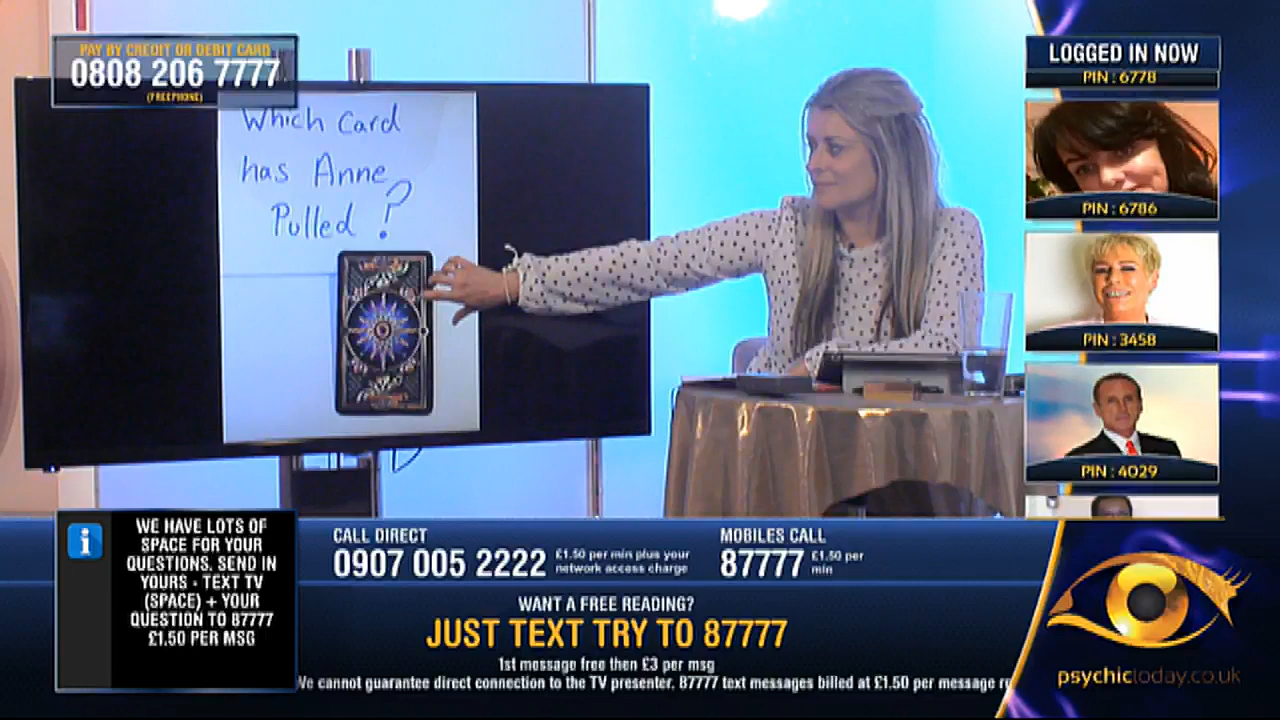 PAY BY CREDIT OR DEBIT CARD
0808 206 7777
(FREEPHONE)
Which Card
has Anne
Pulled ?
LOGGED IN NOW
PIN : 6778
PIN : 6786
PIN : 3458
PIN : 4029
i
WE HAVE LOTS OF
SPACE FOR YOUR
QUESTIONS. SEND IN
YOURS - TEXT TV
(SPACE) + YOUR
QUESTION TO 87777
£1.50 PER MSG
CALL DIRECT
0907 005 2222
£1.50 per min plus your
network access charge
MOBILES CALL
87777
£1.50 per
min
WANT A FREE READING?
JUST TEXT TRY TO 87777
1st message free then £3 per msg
We cannot guarantee direct connection to the TV presenter. 87777 text messages billed at £1.50 per message
psychictoday.co.uk